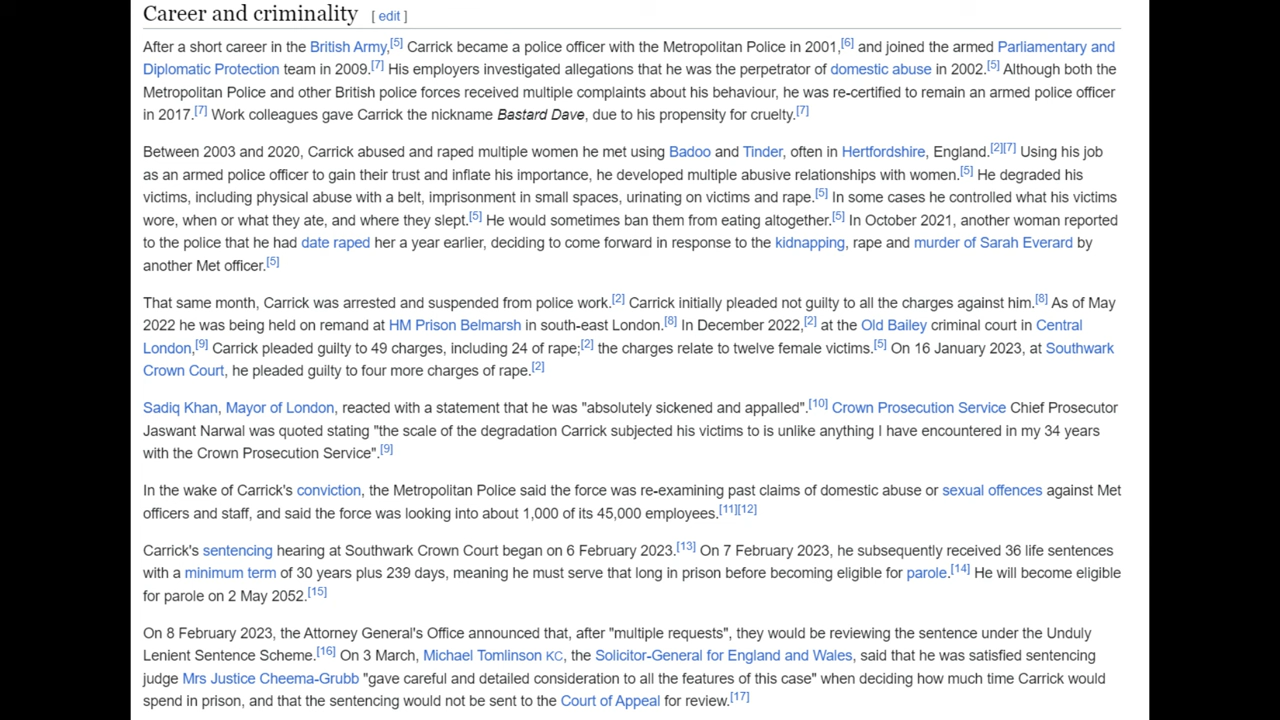 Career and criminality [ edit ]
After a short career in the British Army,[5] Carrick became a police officer with the Metropolitan Police in 2001,[6] and joined the armed Parliamentary and
Diplomatic Protection team in 2009.[7] His employers investigated allegations that he was the perpetrator of domestic abuse in 2002.[5] Although both the
Metropolitan Police and other British police forces received multiple complaints about his behaviour, he was re-certified to remain an armed police officer
in 2017.[7] Work colleagues gave Carrick the nickname Bastard Dave, due to his propensity for cruelty.[7]
Between 2003 and 2020, Carrick abused and raped multiple women he met using Badoo and Tinder, often in Hertfordshire, England.[2][7] Using his job
as an armed police officer to gain their trust and inflate his importance, he developed multiple abusive relationships with women.[5] He degraded his
victims, including physical abuse with a belt, imprisonment in small spaces, urinating on victims and rape.[5] In some cases he controlled what his victims
wore, when or what they ate, and where they slept.[5] He would sometimes ban them from eating altogether.[5] In October 2021, another woman reported
to the police that he had date raped her a year earlier, deciding to come forward in response to the kidnapping, rape and murder of Sarah Everard by
another Met officer.[5]
That same month, Carrick was arrested and suspended from police work.[2] Carrick initially pleaded not guilty to all the charges against him.[8] As of May
2022 he was being held on remand at HM Prison Belmarsh in south-east London.[8] In December 2022,[2] at the Old Bailey criminal court in Central
London,[9] Carrick pleaded guilty to 49 charges, including 24 of rape;[2] the charges relate to twelve female victims.[5] On 16 January 2023, at Southwark
Crown Court, he pleaded guilty to four more charges of rape.[2]
Sadiq Khan, Mayor of London, reacted with a statement that he was "absolutely sickened and appalled".[10] Crown Prosecution Service Chief Prosecutor
Jaswant Narwal was quoted stating "the scale of the degradation Carrick subjected his victims to is unlike anything I have encountered in my 34 years
with the Crown Prosecution Service".[9]
In the wake of Carrick's conviction, the Metropolitan Police said the force was re-examining past claims of domestic abuse or sexual offences against Met
officers and staff, and said the force was looking into about 1,000 of its 45,000 employees.[11][12]
Carrick's sentencing hearing at Southwark Crown Court began on 6 February 2023.[13] On 7 February 2023, he subsequently received 36 life sentences
with a minimum term of 30 years plus 239 days, meaning he must serve that long in prison before becoming eligible for parole.[14] He will become eligible
for parole on 2 May 2052.[15]
On 8 February 2023, the Attorney General's Office announced that, after "multiple requests", they would be reviewing the sentence under the Unduly
Lenient Sentence Scheme.[16] On 3 March, Michael Tomlinson KC, the Solicitor-General for England and Wales, said that he was satisfied sentencing
judge Mrs Justice Cheema-Grubb "gave careful and detailed consideration to all the features of this case" when deciding how much time Carrick would
spend in prison, and that the sentencing would not be sent to the Court of Appeal for review.[17]